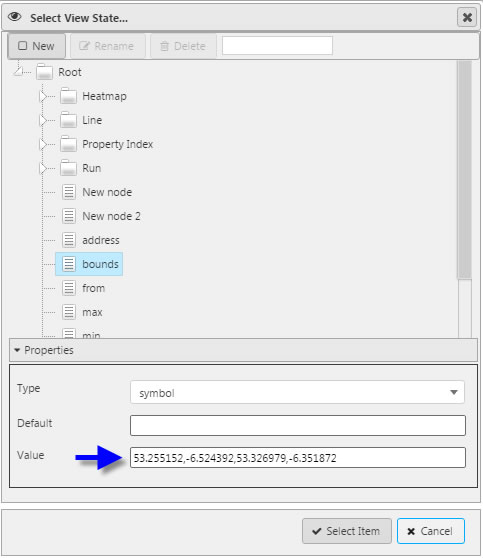 Select View State...
New Rename Delete
Root
Heatmap
Line
Property Index
Run
New node
New node 2
address
bounds
from
max
min
Properties
Type symbol
Default
Value 53.255152,-6.524392,53.326979,-6.351872
Select Item Cancel